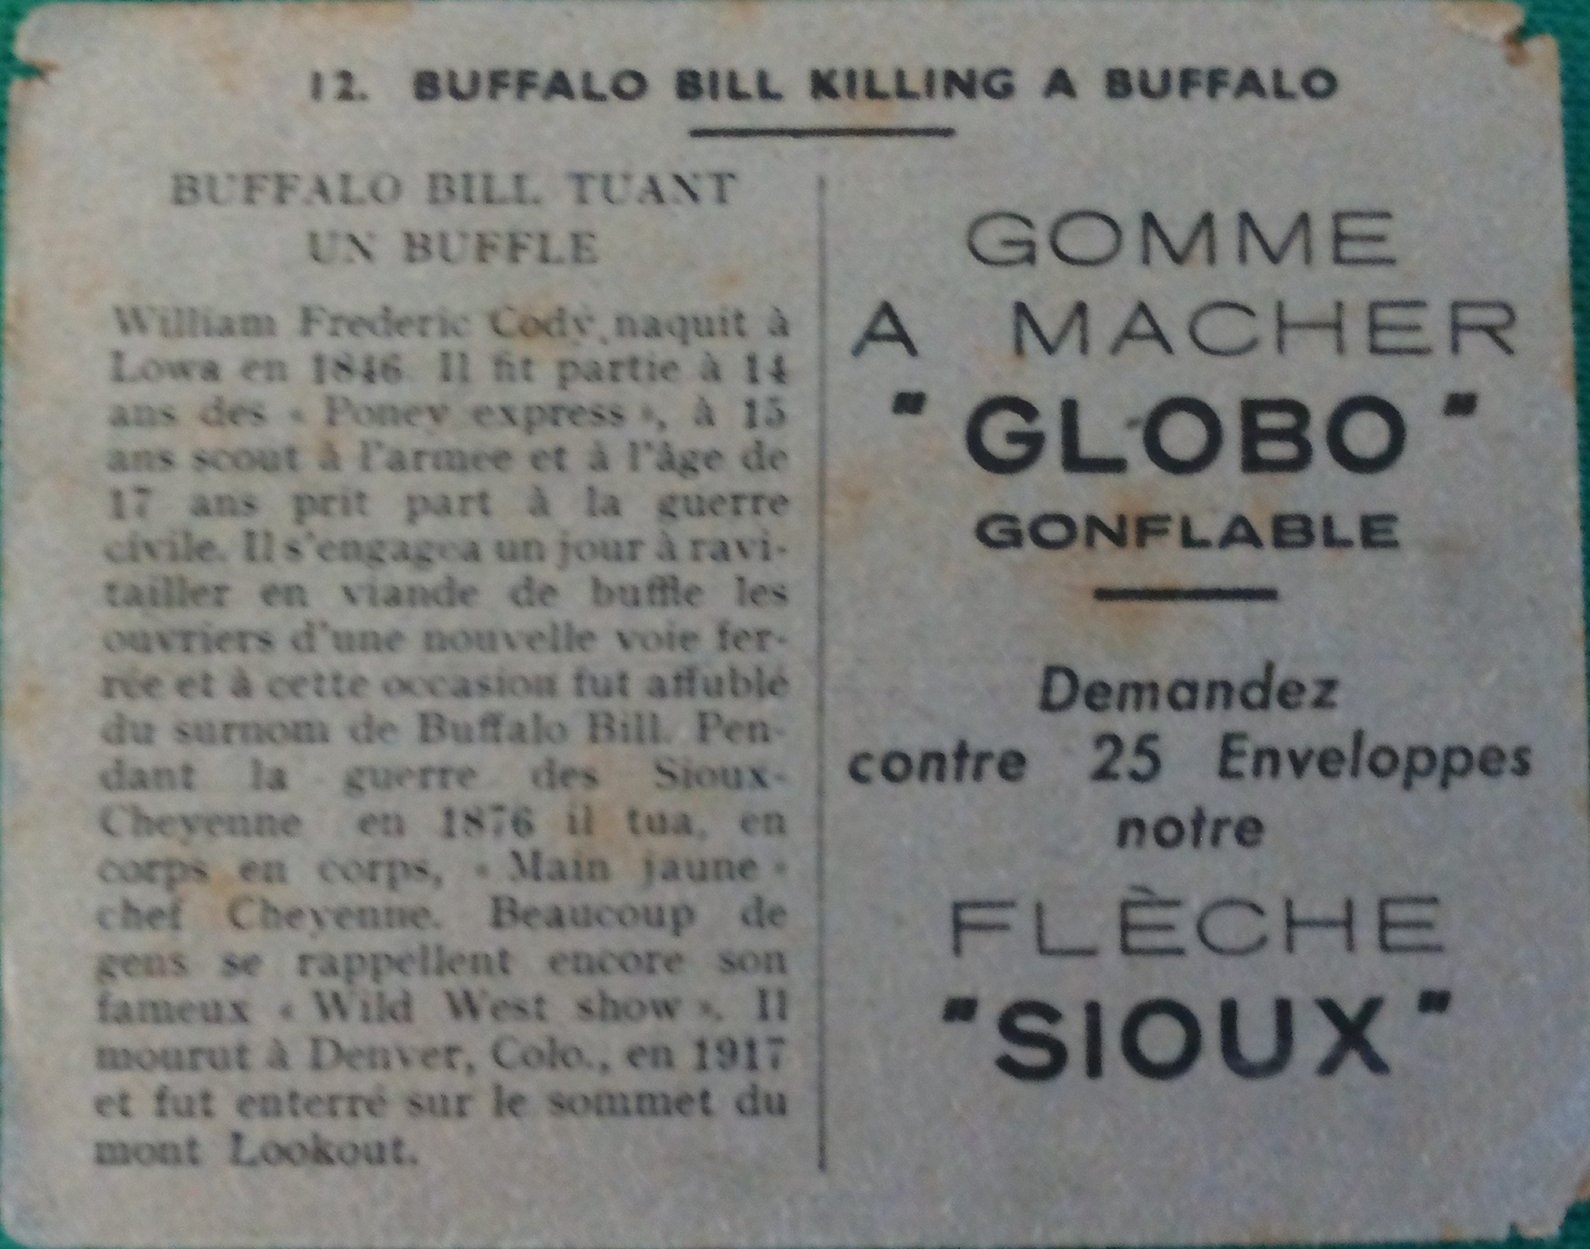 12. BUFFALO BILL KILLING A BUFFALO
BUFFALO BILL TUANT
UN BUFFLE
William Frederic Cody naquit à
Lowa en 1846. Il fit partie à 14
ans des « Poney express », à 15
ans scout à l'armee et à l'âge de
17 ans prit part à la guerre
civile. Il s'engagea un jour à ravi-
tailler en viande de buffle les
ouvriers d'une nouvelle voie fer-
rée et à cette occasion fut affublé
du surnom de Buffalo Bill. Pen-
dant la guerre des Sioux-
Cheyenne en 1876 il tua, en
corps en corps, « Main jaune »
chef Cheyenne. Beaucoup de
gens se rappellent encore son
fameux « Wild West show ». Il
mourut à Denver, Colo., en 1917
et fut enterré sur le sommet du
mont Lookout.
GOMME
A MACHER
"GLOBO"
GONFLABLE
Demandez
contre 25 Enveloppes
notre
FLÈCHE
"SIOUX"